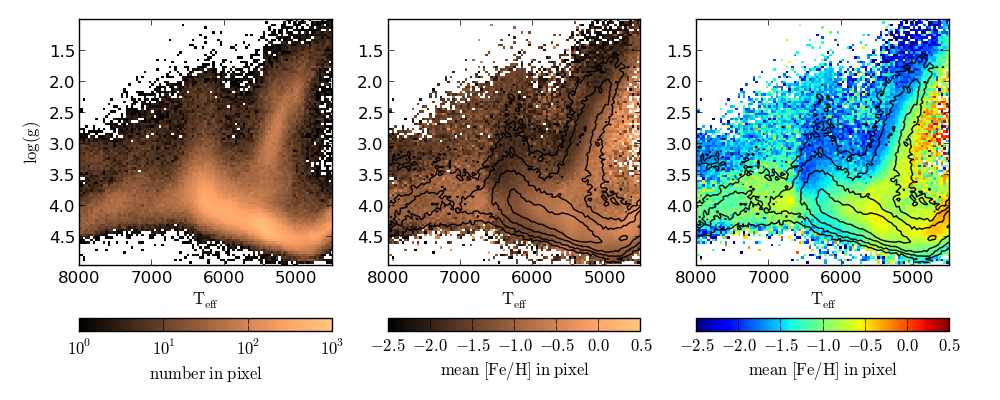 1.5 1.5 1.5
2.0 2.0 2.0
2.5 2.5 2.5
log(g) 3.0 3.0 3.0
3.5 3.5 3.5
4.0 4.0 4.0
4.5 4.5 4.5
8000 7000 6000 5000 8000 7000 6000 5000 8000 7000 6000 5000
T_eff T_eff T_eff
10^0 10^1 10^2 10^3 −2.5 −2.0 −1.5 −1.0 −0.5 0.0 0.5 −2.5 −2.0 −1.5 −1.0 −0.5 0.0 0.5
number in pixel mean [Fe/H] in pixel mean [Fe/H] in pixel